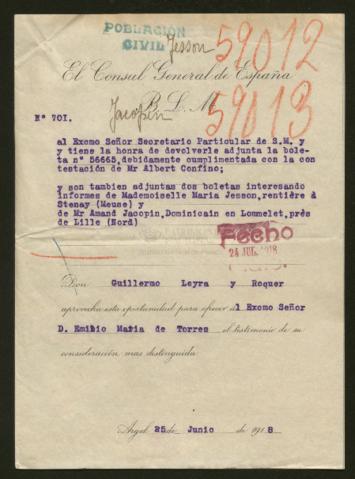 POBLACIÓN
CIVIL
Jesson
59012
El Consul General de España
Jacopin
B. L. M.
59013
Nº 701.
al Excmo Señor Secretario Particular de S.M.
y tiene la honra de devolverle adjunta la bole-
ta nº 56665,debidamente cumplimentada con la con
testación de Mr Albert Confino;
y son tambien adjuntas dos boletas interesando
informes de Mademoiselle Maria Jesson,rentière à
Stenay (Meuse) y
de Mr Amand Jacopin,Dominicain en Lommelet,près
de Lille (Nord)
Fecho
24 JUL. 1918
Don Guillermo Leyra y Roquer
aprovecha esta oportunidad para ofrecer al Excmo Señor
D. Emilio Maria de Torres el testimonio de su
consideración mas distinguida
Argel 25 de Junio de 1918